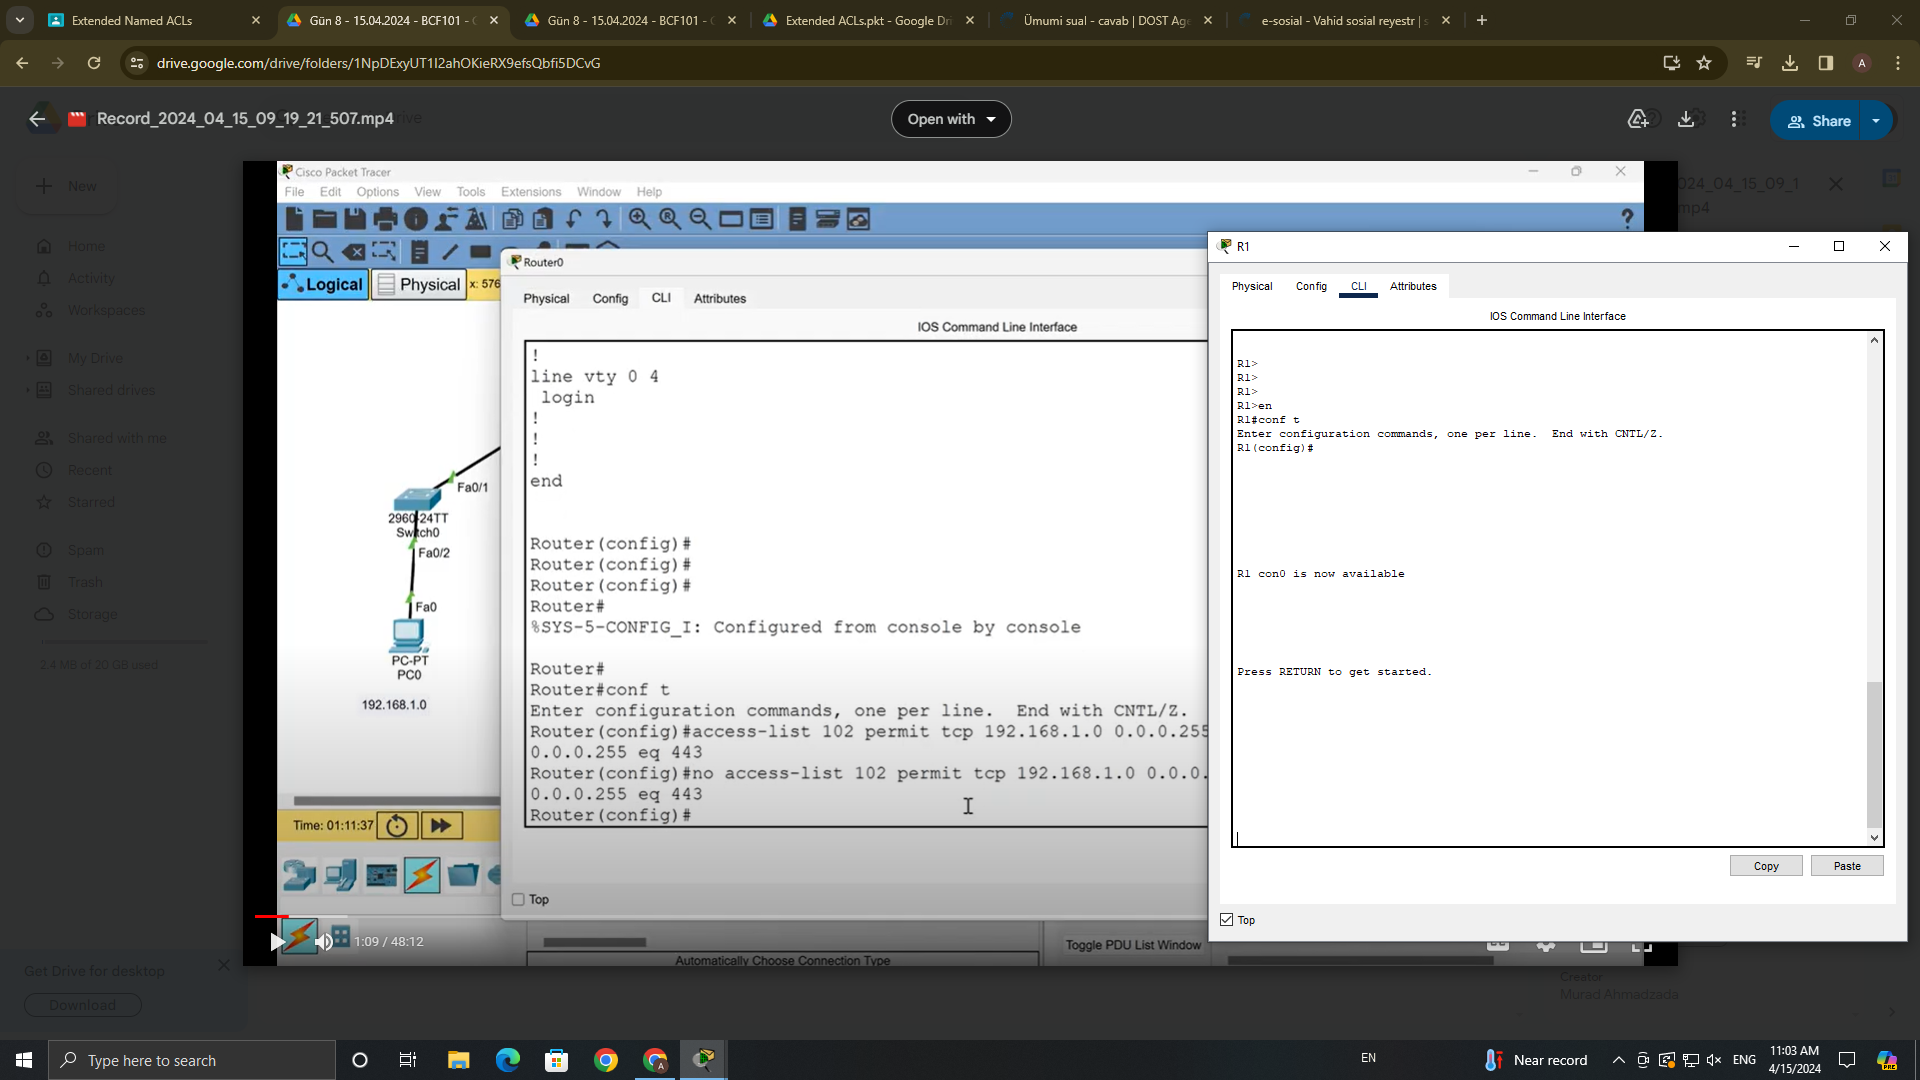 Extended Named ACLs
Gün 8 - 15.04.2024 - BCF101 -
Gün 8 - 15.04.2024 - BCF101 -
Extended ACLs.pkt - Google Dri
Ümumi sual - cavab | DOST Age
e-sosial - Vahid sosial reyestr |
drive.google.com/drive/folders/1NpDExyUT1I2ahOKieRX9efsQbfi5DCvG
A
Record_2024_04_15_09_19_21_507.mp4
Open with
Share
New
Home
Activity
Workspaces
My Drive
Shared drives
Shared with me
Recent
Starred
Spam
Trash
Storage
2.4 MB of 20 GB used
Get Drive for desktop
Download
Cisco Packet Tracer
File Edit Options View Tools Extensions Window Help
Logical
Physical
x: 576
Fa0/1
2960-24TT
Switch0
Fa0/2
Fa0
PC-PT
PC0
192.168.1.0
Time: 01:11:37
Router0
Physical Config CLI Attributes
IOS Command Line Interface
!
line vty 0 4
login
!
!
!
end
Router(config)#
Router(config)#
Router(config)#
Router#
%SYS-5-CONFIG_I: Configured from console by console
Router#
Router#conf t
Enter configuration commands, one per line. End with CNTL/Z.
Router(config)#access-list 102 permit tcp 192.168.1.0 0.0.0.255
0.0.0.255 eq 443
Router(config)#no access-list 102 permit tcp 192.168.1.0 0.0.0.
0.0.0.255 eq 443
Router(config)#
Top
1:09 / 48:12
Automatically Choose Connection Type
Toggle PDU List Window
024_04_15_09_1
mp4
R1
Physical Config CLI Attributes
IOS Command Line Interface
R1>
R1>
R1>
R1>en
R1#conf t
Enter configuration commands, one per line. End with CNTL/Z.
R1(config)#
R1 con0 is now available
Press RETURN to get started.
Copy
Paste
Top
Creator
Murad Ahmadzada
Type here to search
EN
Near record
ENG
11:03 AM
4/15/2024